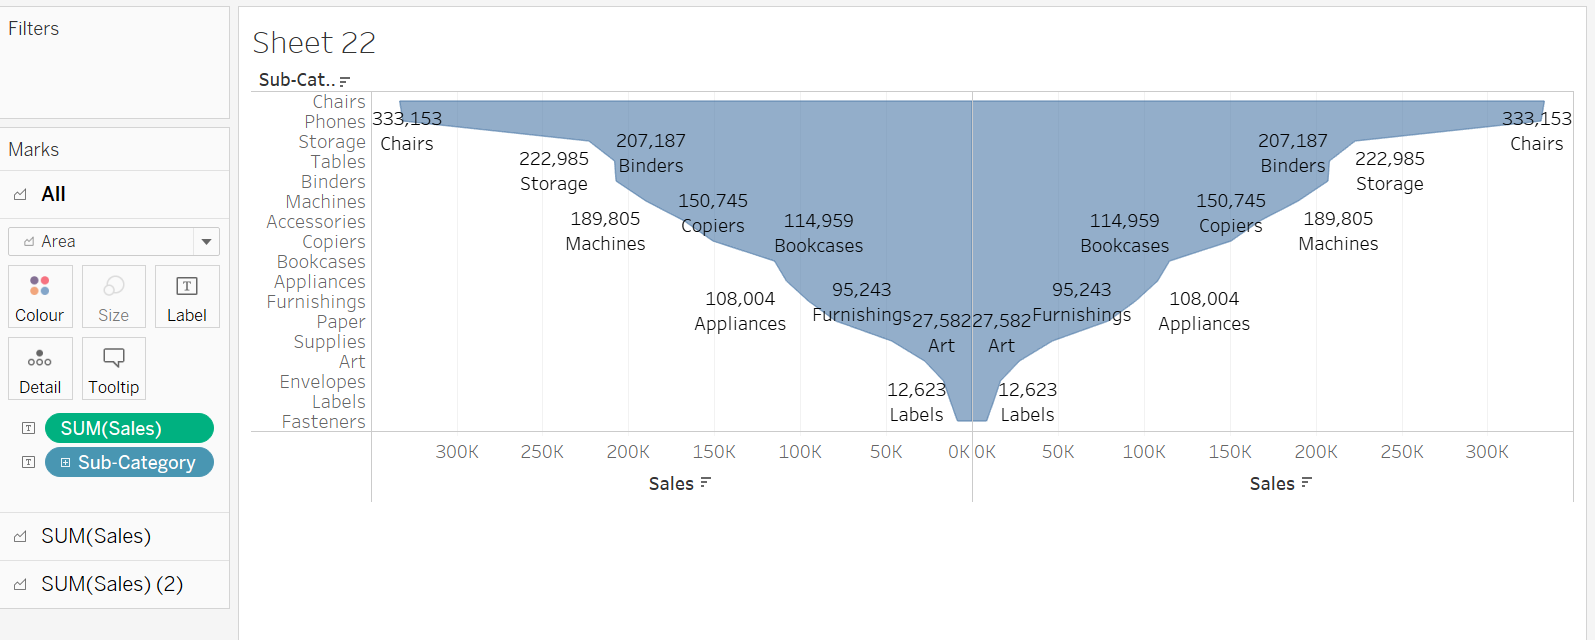 Filters
Marks
All
Area
Colour
Size
Label
Detail
Tooltip
SUM(Sales)
Sub-Category
SUM(Sales)
SUM(Sales) (2)
Sheet 22
Sub-Cat..
Chairs
Phones
Storage
Tables
Binders
Machines
Accessories
Copiers
Bookcases
Appliances
Furnishings
Paper
Supplies
Art
Envelopes
Labels
Fasteners
333,153
Chairs
222,985
Storage
207,187
Binders
189,805
Machines
150,745
Copiers
114,959
Bookcases
108,004
Appliances
95,243
Furnishings
27,582
Art
12,623
Labels
333,153
Chairs
207,187
Binders
222,985
Storage
150,745
Copiers
189,805
Machines
114,959
Bookcases
95,243
Furnishings
108,004
Appliances
27,582
Art
12,623
Labels
300K 250K 200K 150K 100K 50K 0K
0K 50K 100K 150K 200K 250K 300K
Sales
Sales